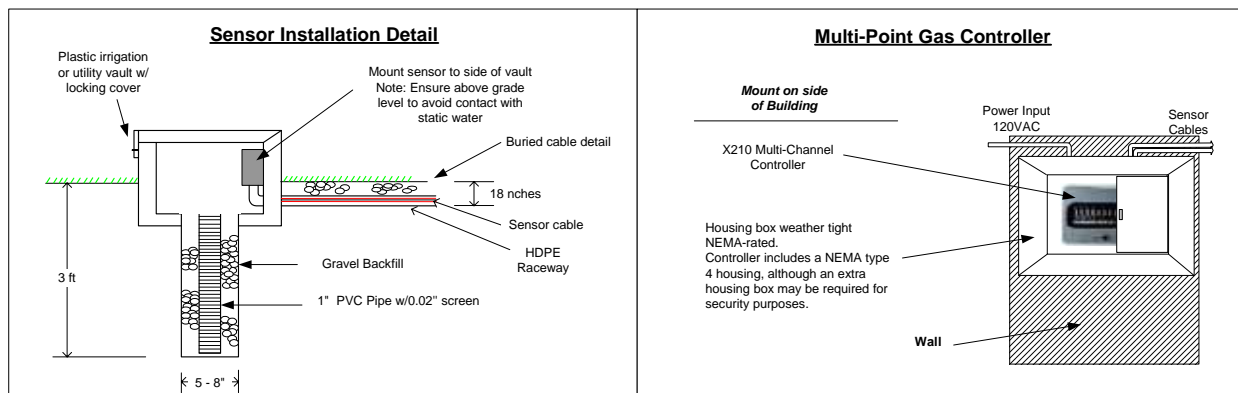 Sensor Installation Detail
Plastic irrigation
or utility vault w/
locking cover
Mount sensor to side of vault
Note: Ensure above grade
level to avoid contact with
static water
Buried cable detail
18 nches
Sensor cable
HDPE
Raceway
3 ft
Gravel Backfill
1" PVC Pipe w/0.02" screen
5 - 8"
Multi-Point Gas Controller
Mount on side
of Building
Power Input
120VAC
Sensor
Cables
X210 Multi-Channel
Controller
Housing box weather tight
NEMA-rated.
Controller includes a NEMA type
4 housing, although an extra
housing box may be required for
security purposes.
Wall